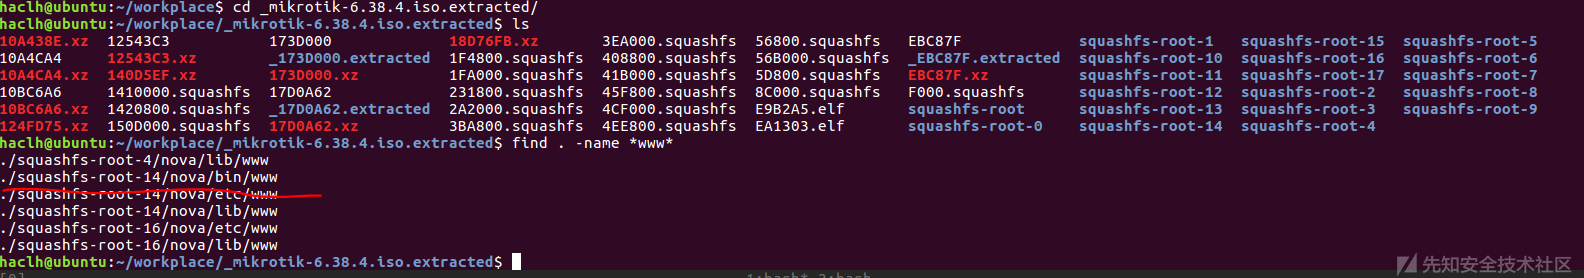 haclh@ubuntu:~/workplace$ cd _mikrotik-6.38.4.iso.extracted/
haclh@ubuntu:~/workplace/_mikrotik-6.38.4.iso.extracted$ ls
10A438E.xz 12543C3 173D000 18D76FB.xz 3EA000.squashfs 56800.squashfs EBC87F squashfs-root-1 squashfs-root-15 squashfs-root-5
10A4CA4 12543C3.xz _173D000.extracted 1F4800.squashfs 408800.squashfs 56B000.squashfs _EBC87F.extracted squashfs-root-10 squashfs-root-16 squashfs-root-6
10A4CA4.xz 140D5EF.xz 173D000.xz 1FA000.squashfs 41B000.squashfs 5D800.squashfs EBC87F.xz squashfs-root-11 squashfs-root-17 squashfs-root-7
10BC6A6 1410000.squashfs 17D0A62 231800.squashfs 45F800.squashfs 8C000.squashfs F000.squashfs squashfs-root-12 squashfs-root-2 squashfs-root-8
10BC6A6.xz 1420800.squashfs _17D0A62.extracted 2A2000.squashfs 4CF000.squashfs E9B2A5.elf squashfs-root squashfs-root-13 squashfs-root-3 squashfs-root-9
124FD75.xz 150D000.squashfs 17D0A62.xz 3BA800.squashfs 4EE800.squashfs EA1303.elf squashfs-root-0 squashfs-root-14 squashfs-root-4
haclh@ubuntu:~/workplace/_mikrotik-6.38.4.iso.extracted$ find . -name *www*
./squashfs-root-4/nova/lib/www
./squashfs-root-14/nova/bin/www
./squashfs-root-14/nova/etc/www
./squashfs-root-14/nova/lib/www
./squashfs-root-16/nova/etc/www
./squashfs-root-16/nova/lib/www
haclh@ubuntu:~/workplace/_mikrotik-6.38.4.iso.extracted$
先知安全技术社区